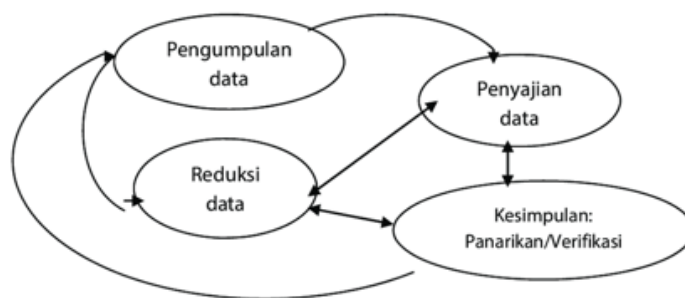 Pengumpulan
data
Penyajian
data
Reduksi
data
Kesimpulan:
Panarikan/Verifikasi